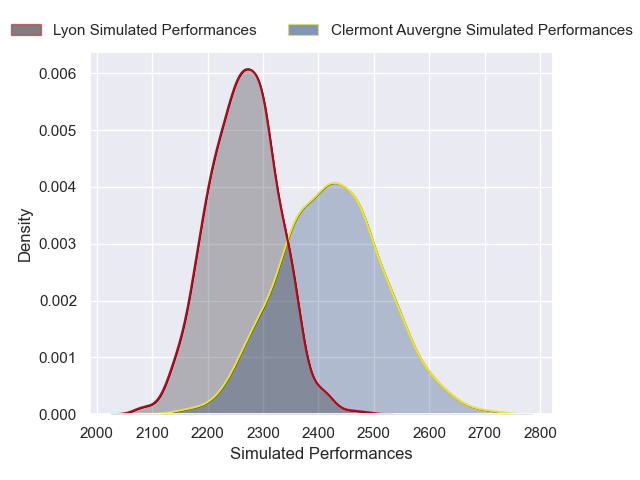 Lyon Simulated Performances
Clermont Auvergne Simulated Performances
0.006
0.005
0.004
0.003
0.002
0.001
0.000
Density
2000 2100 2200 2300 2400 2500 2600 2700 2800
Simulated Performances